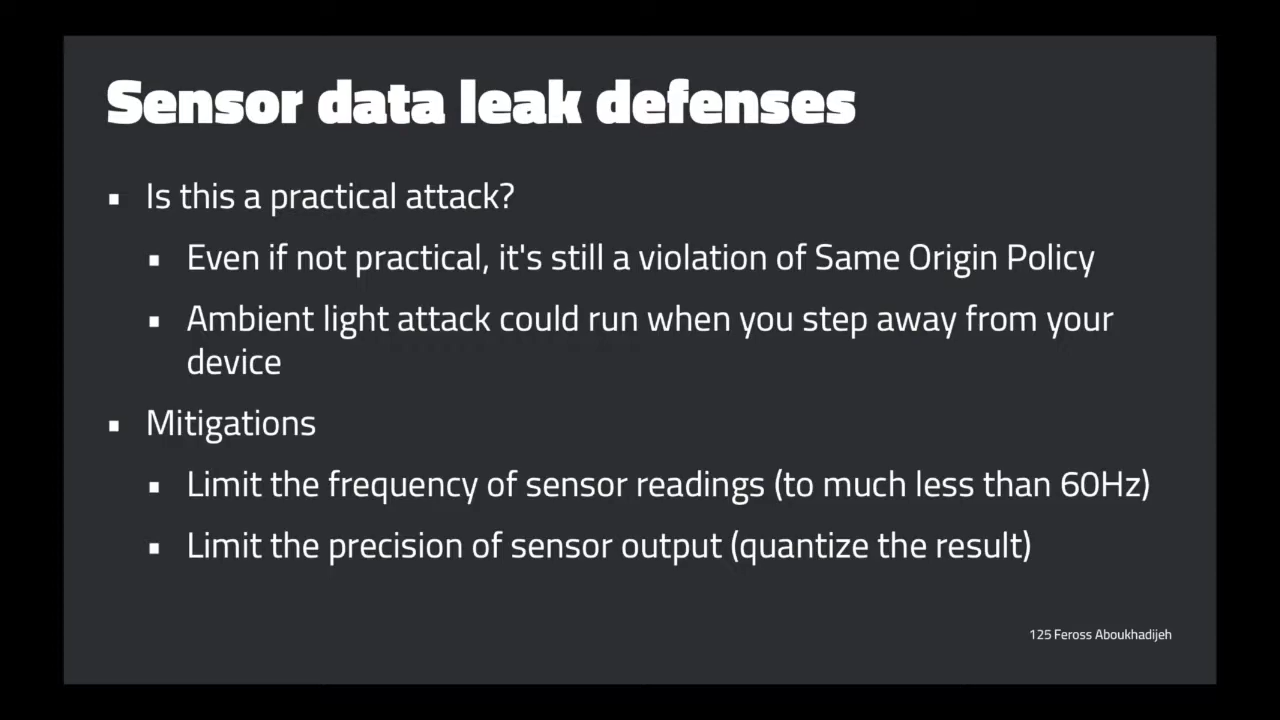 Sensor data leak defenses
▪ Is this a practical attack?
▪ Even if not practical, it's still a violation of Same Origin Policy
▪ Ambient light attack could run when you step away from your
device
▪ Mitigations
▪ Limit the frequency of sensor readings (to much less than 60Hz)
▪ Limit the precision of sensor output (quantize the result)
125 Feross Aboukhadijeh